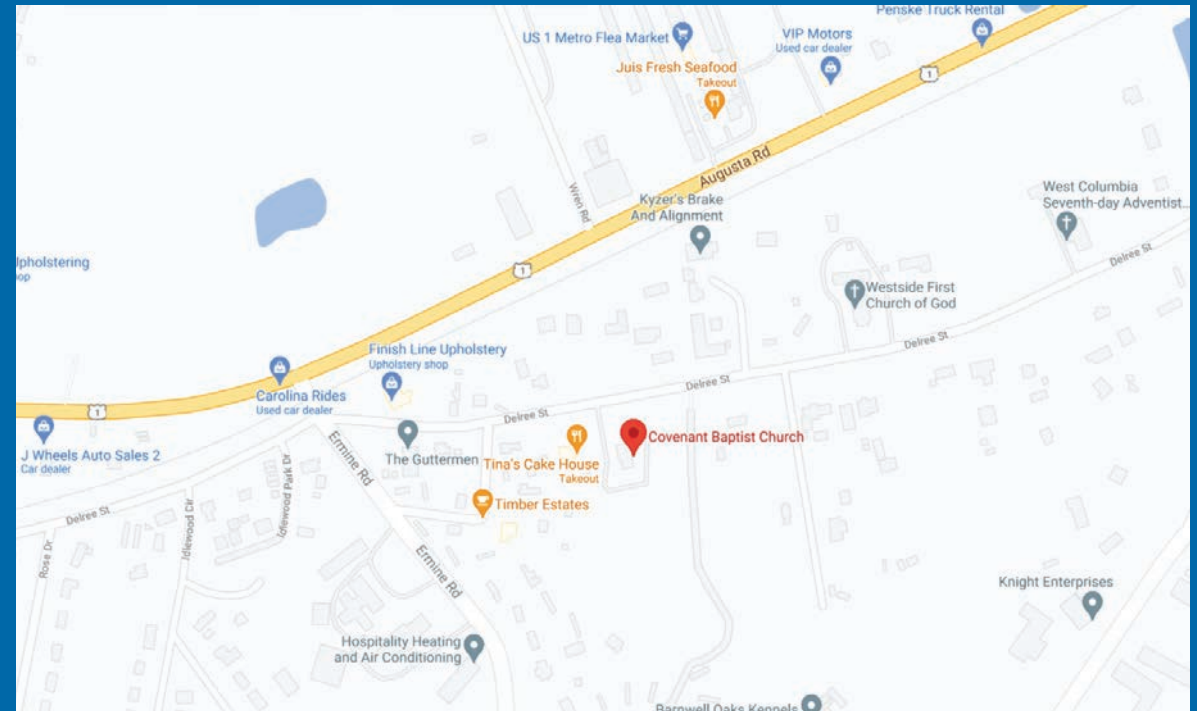 Penske Truck Rental
US 1 Metro Flea Market
VIP Motors
Used car dealer
Juis Fresh Seafood
Takeout
1
Augusta Rd
Wren Rd
Kyzer's Brake
And Alignment
West Columbia
Seventh-day Adventist...
Delree St
pholstering
op
1
Westside First
Church of God
Delree St
Finish Line Upholstery
Upholstery shop
Delree St
Carolina Rides
Used car dealer
1
Delree St
J Wheels Auto Sales 2
Car dealer
Ermine Rd
The Guttermen
Tina's Cake House
Takeout
Covenant Baptist Church
Idlewood Park Dr
Timber Estates
Delree St
Idlewood Cir
Rose Dr
Ermine Rd
Knight Enterprises
Hospitality Heating
and Air Conditioning
Barnwell Oaks Kennels